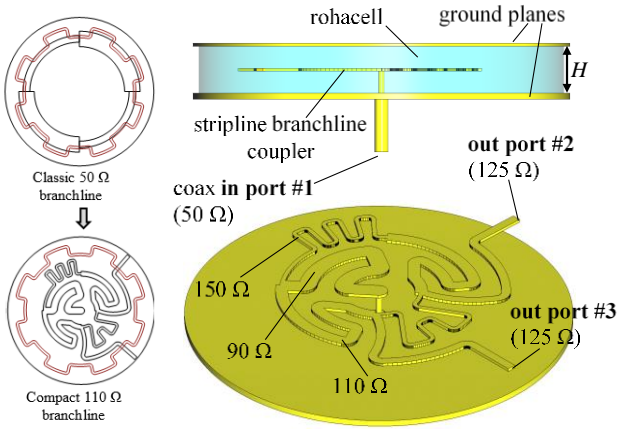 rohacell
ground planes
H
stripline branchline
coupler
coax in port #1
(50 Ω)
out port #2
(125 Ω)
Classic 50 Ω
branchline
150 Ω
90 Ω
110 Ω
out port #3
(125 Ω)
Compact 110 Ω
branchline